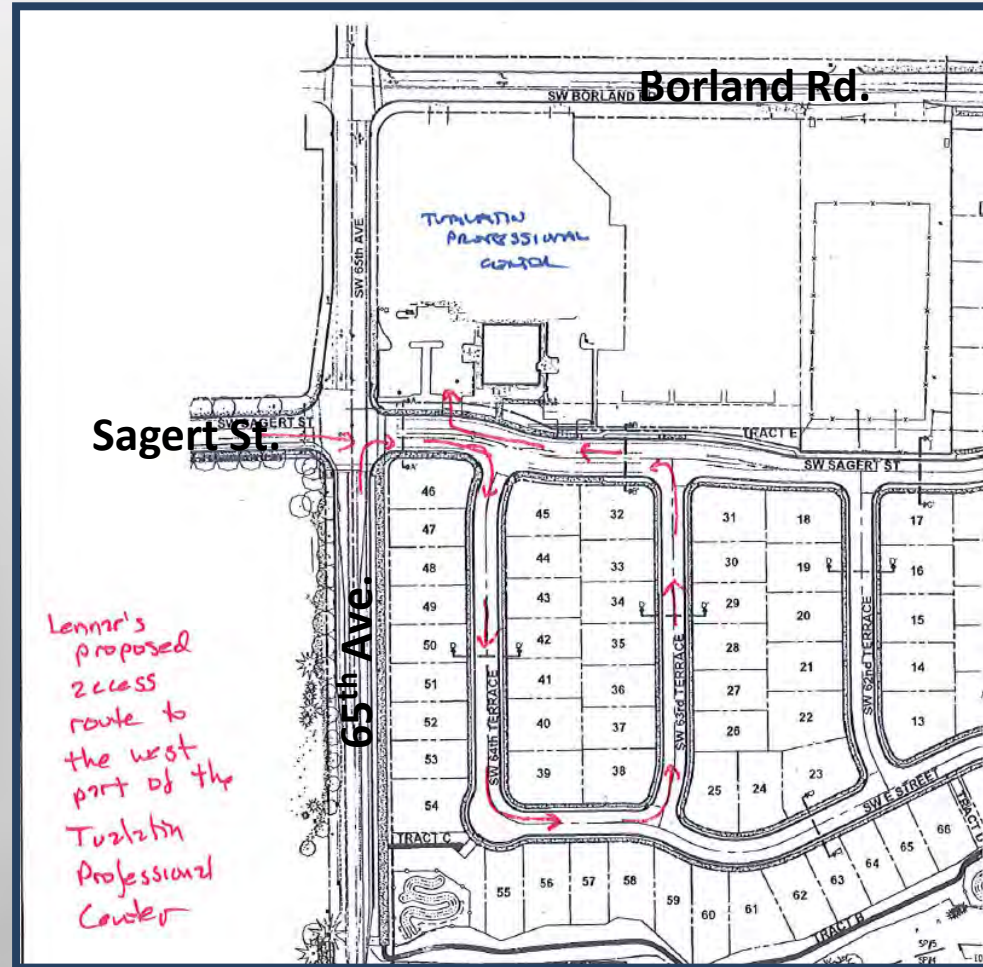 Borland Rd.
SW BORLAND
SW 65th AVE
TUALATIN
PROFESSIONAL
CENTER
Sagert St.
SW SAGERT ST
TRACT E
SW SAGERT ST
46
47
48
49
50
51
52
53
54
45
44
43
42
41
40
39
32
33
34
35
36
37
38
31
30
29
28
27
26
25
24
23
18
19
20
21
22
17
16
15
14
13
65th Ave.
SW 64th TERRACE
SW 63rd TERRACE
SW 62nd TERRACE
SW E STREET
TRACT C
TRACT D
TRACT B
55
56
57
58
59
60
61
62
63
64
65
66
Lennar's
proposed
access
route to
the west
part of the
Tualatin
Professional
Center